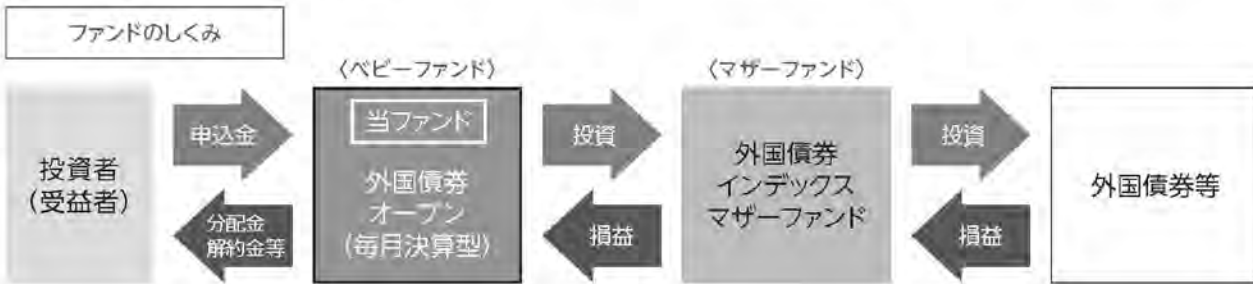 ファンドのしくみ
〈ベビーファンド〉
〈マザーファンド〉
投資者
(受益者)
申込金
分配金
解約金等
当ファンド
外国債券
オープン
(毎月決算型)
投資
損益
外国債券
インデックス
マザーファンド
投資
損益
外国債券等